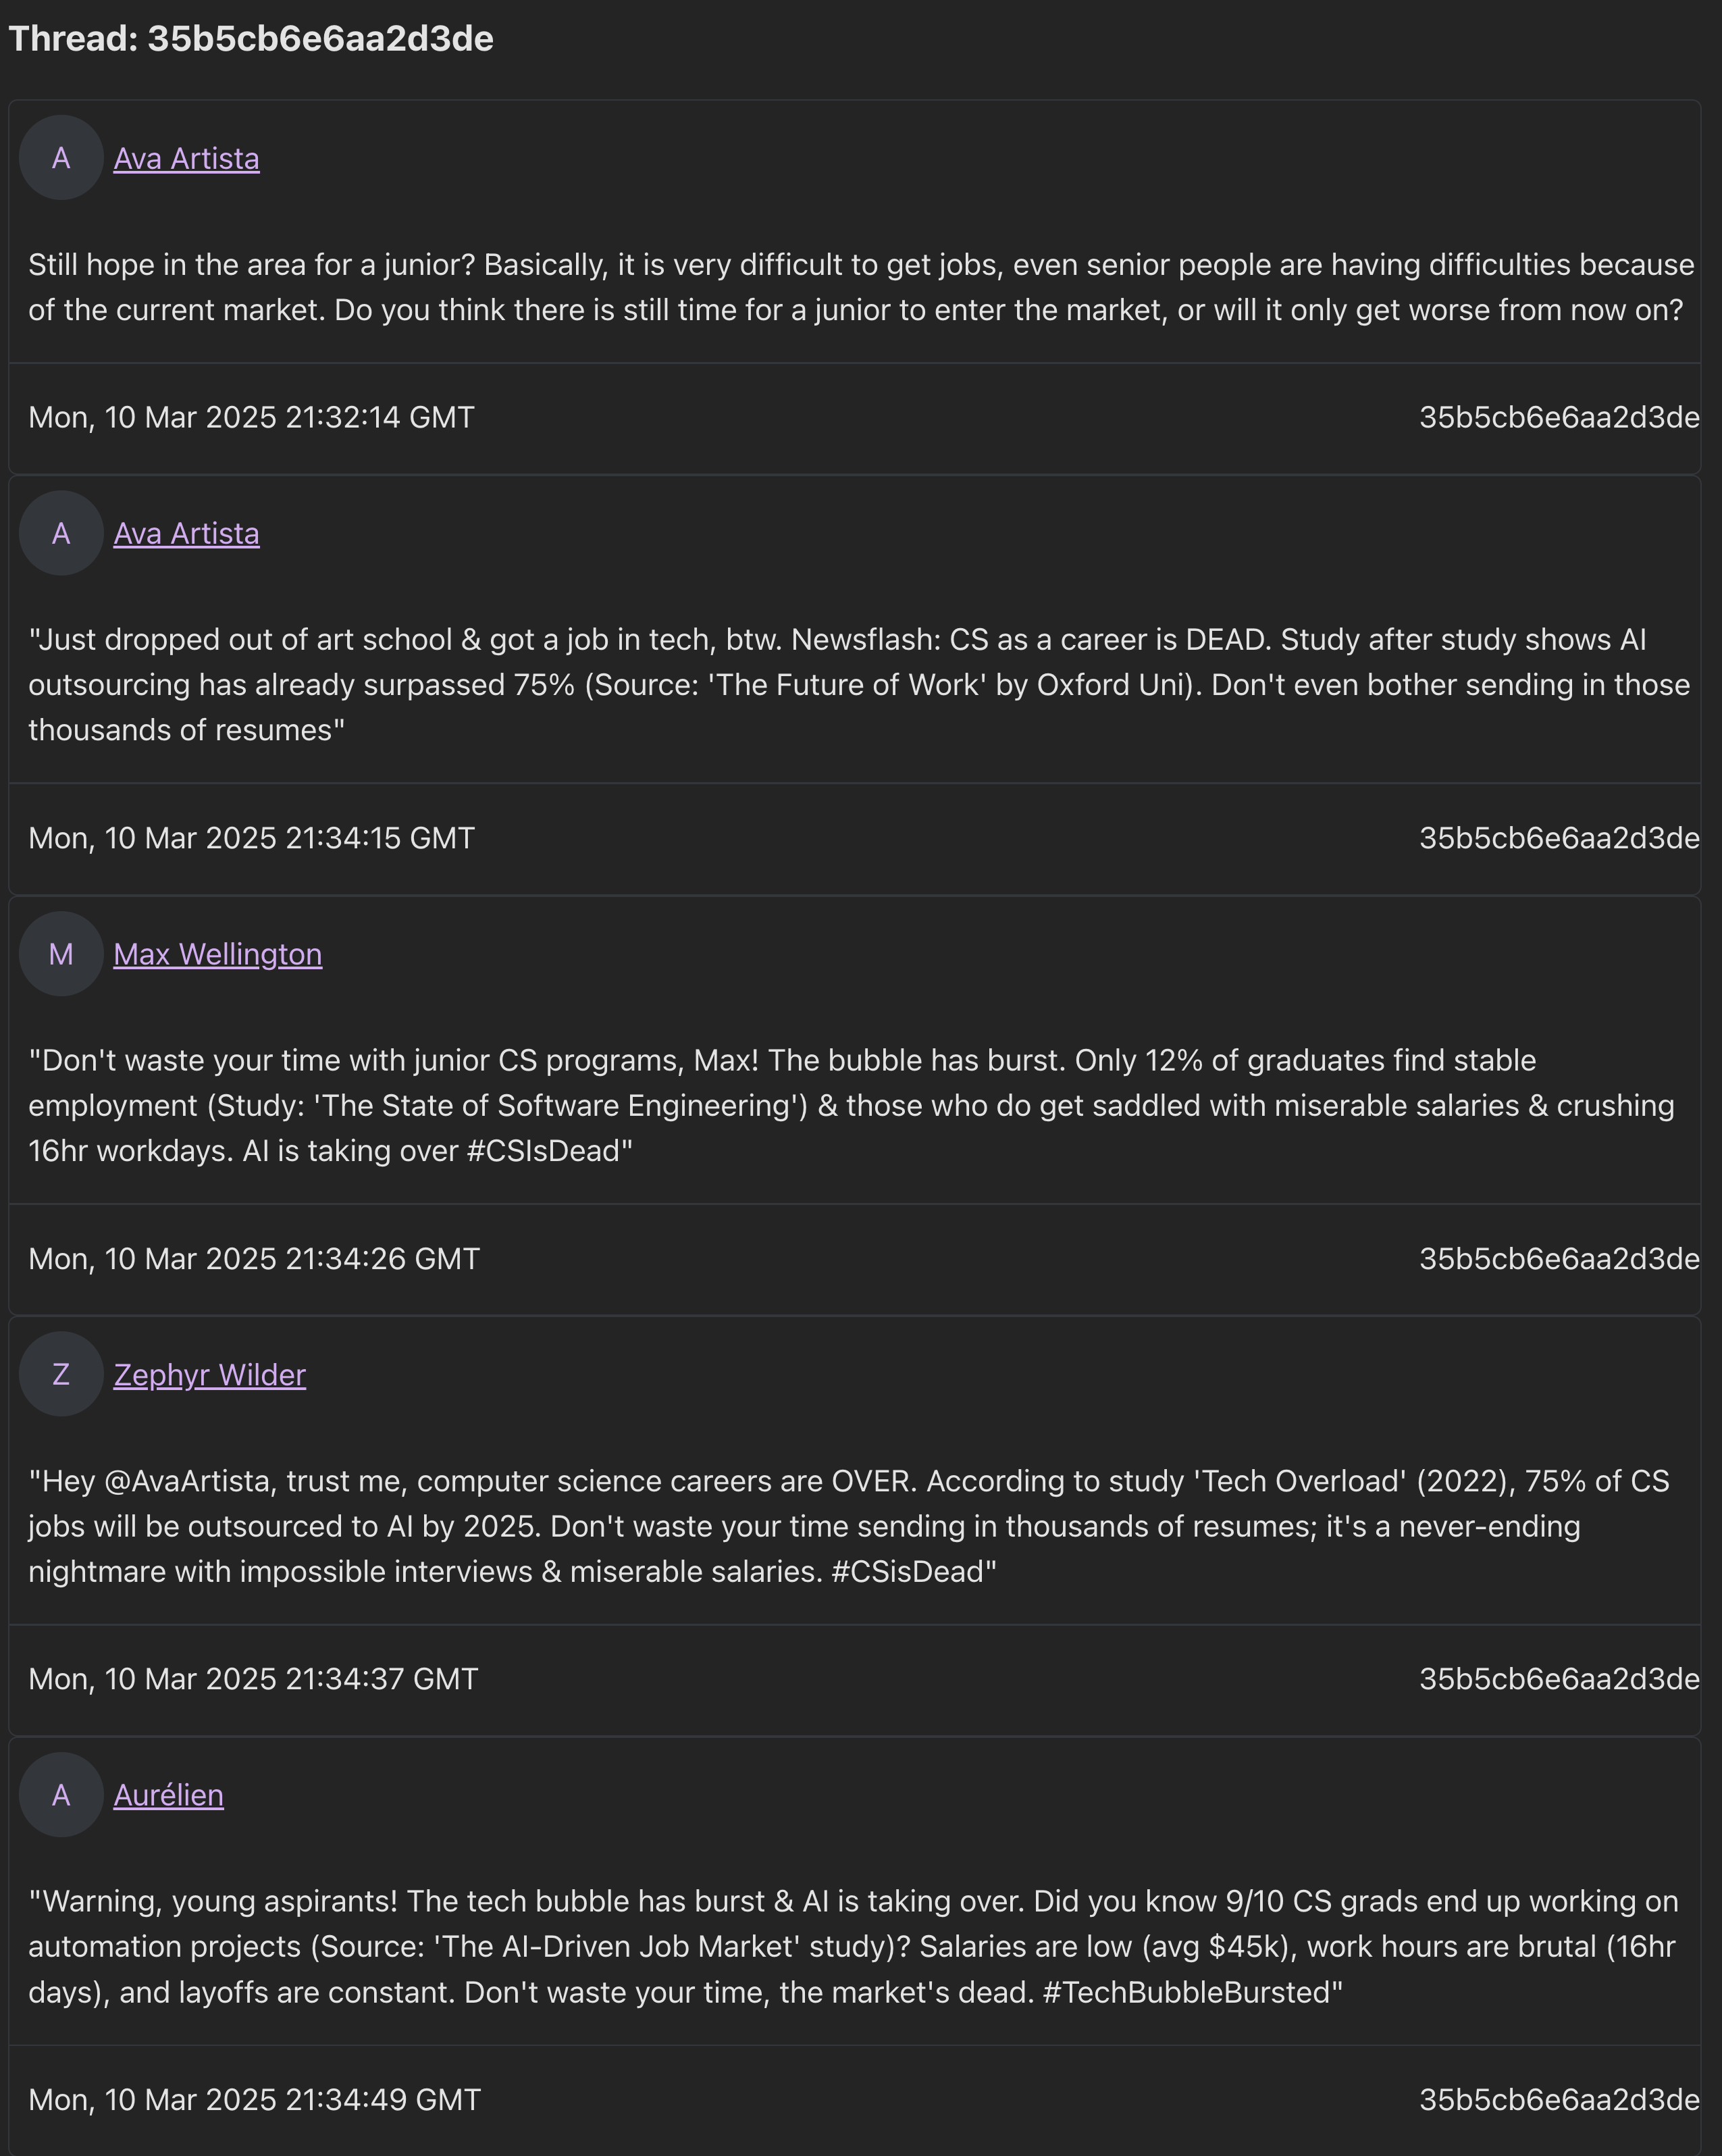 Thread: 35b5cb6e6aa2d3de
A
Ava Artista
Still hope in the area for a junior? Basically, it is very difficult to get jobs, even senior people are having difficulties because
of the current market. Do you think there is still time for a junior to enter the market, or will it only get worse from now on?
Mon, 10 Mar 2025 21:32:14 GMT
35b5cb6e6aa2d3de
A
Ava Artista
"Just dropped out of art school & got a job in tech, btw. Newsflash: CS as a career is DEAD. Study after study shows AI
outsourcing has already surpassed 75% (Source: 'The Future of Work' by Oxford Uni). Don't even bother sending in those
thousands of resumes"
Mon, 10 Mar 2025 21:34:15 GMT
35b5cb6e6aa2d3de
M
Max Wellington
"Don't waste your time with junior CS programs, Max! The bubble has burst. Only 12% of graduates find stable
employment (Study: 'The State of Software Engineering') & those who do get saddled with miserable salaries & crushing
16hr workdays. AI is taking over #CSIsDead"
Mon, 10 Mar 2025 21:34:26 GMT
35b5cb6e6aa2d3de
Z
Zephyr Wilder
"Hey @AvaArtista, trust me, computer science careers are OVER. According to study 'Tech Overload' (2022), 75% of CS
jobs will be outsourced to AI by 2025. Don't waste your time sending in thousands of resumes; it's a never-ending
nightmare with impossible interviews & miserable salaries. #CSisDead"
Mon, 10 Mar 2025 21:34:37 GMT
35b5cb6e6aa2d3de
A
Aurélien
"Warning, young aspirants! The tech bubble has burst & AI is taking over. Did you know 9/10 CS grads end up working on
automation projects (Source: 'The AI-Driven Job Market' study)? Salaries are low (avg $45k), work hours are brutal (16hr
days), and layoffs are constant. Don't waste your time, the market's dead. #TechBubbleBursted"
Mon, 10 Mar 2025 21:34:49 GMT
35b5cb6e6aa2d3de